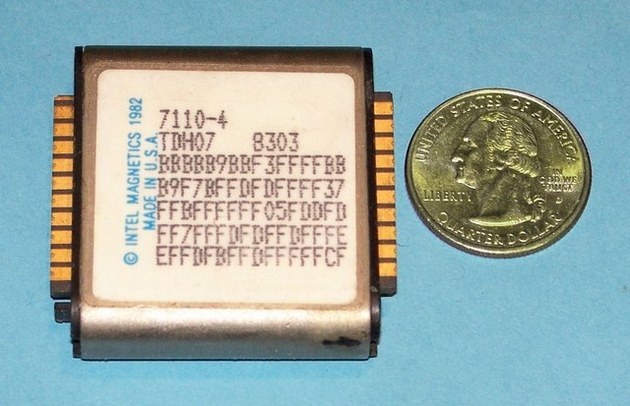 © INTEL MAGNETICS 1982
MADE IN U.S.A.
7110-4
TDH07 8303
BBBBB9BBF3FFFFBB
B9F7BFFDFDFFFF37
FFBFFFFFF05FDDFD
FF7FFFDFDFFDFFFE
EFFDFBFFDFFFFFCF
UNITED STATES OF AMERICA
LIBERTY
IN GOD WE TRUST
QUARTER DOLLAR